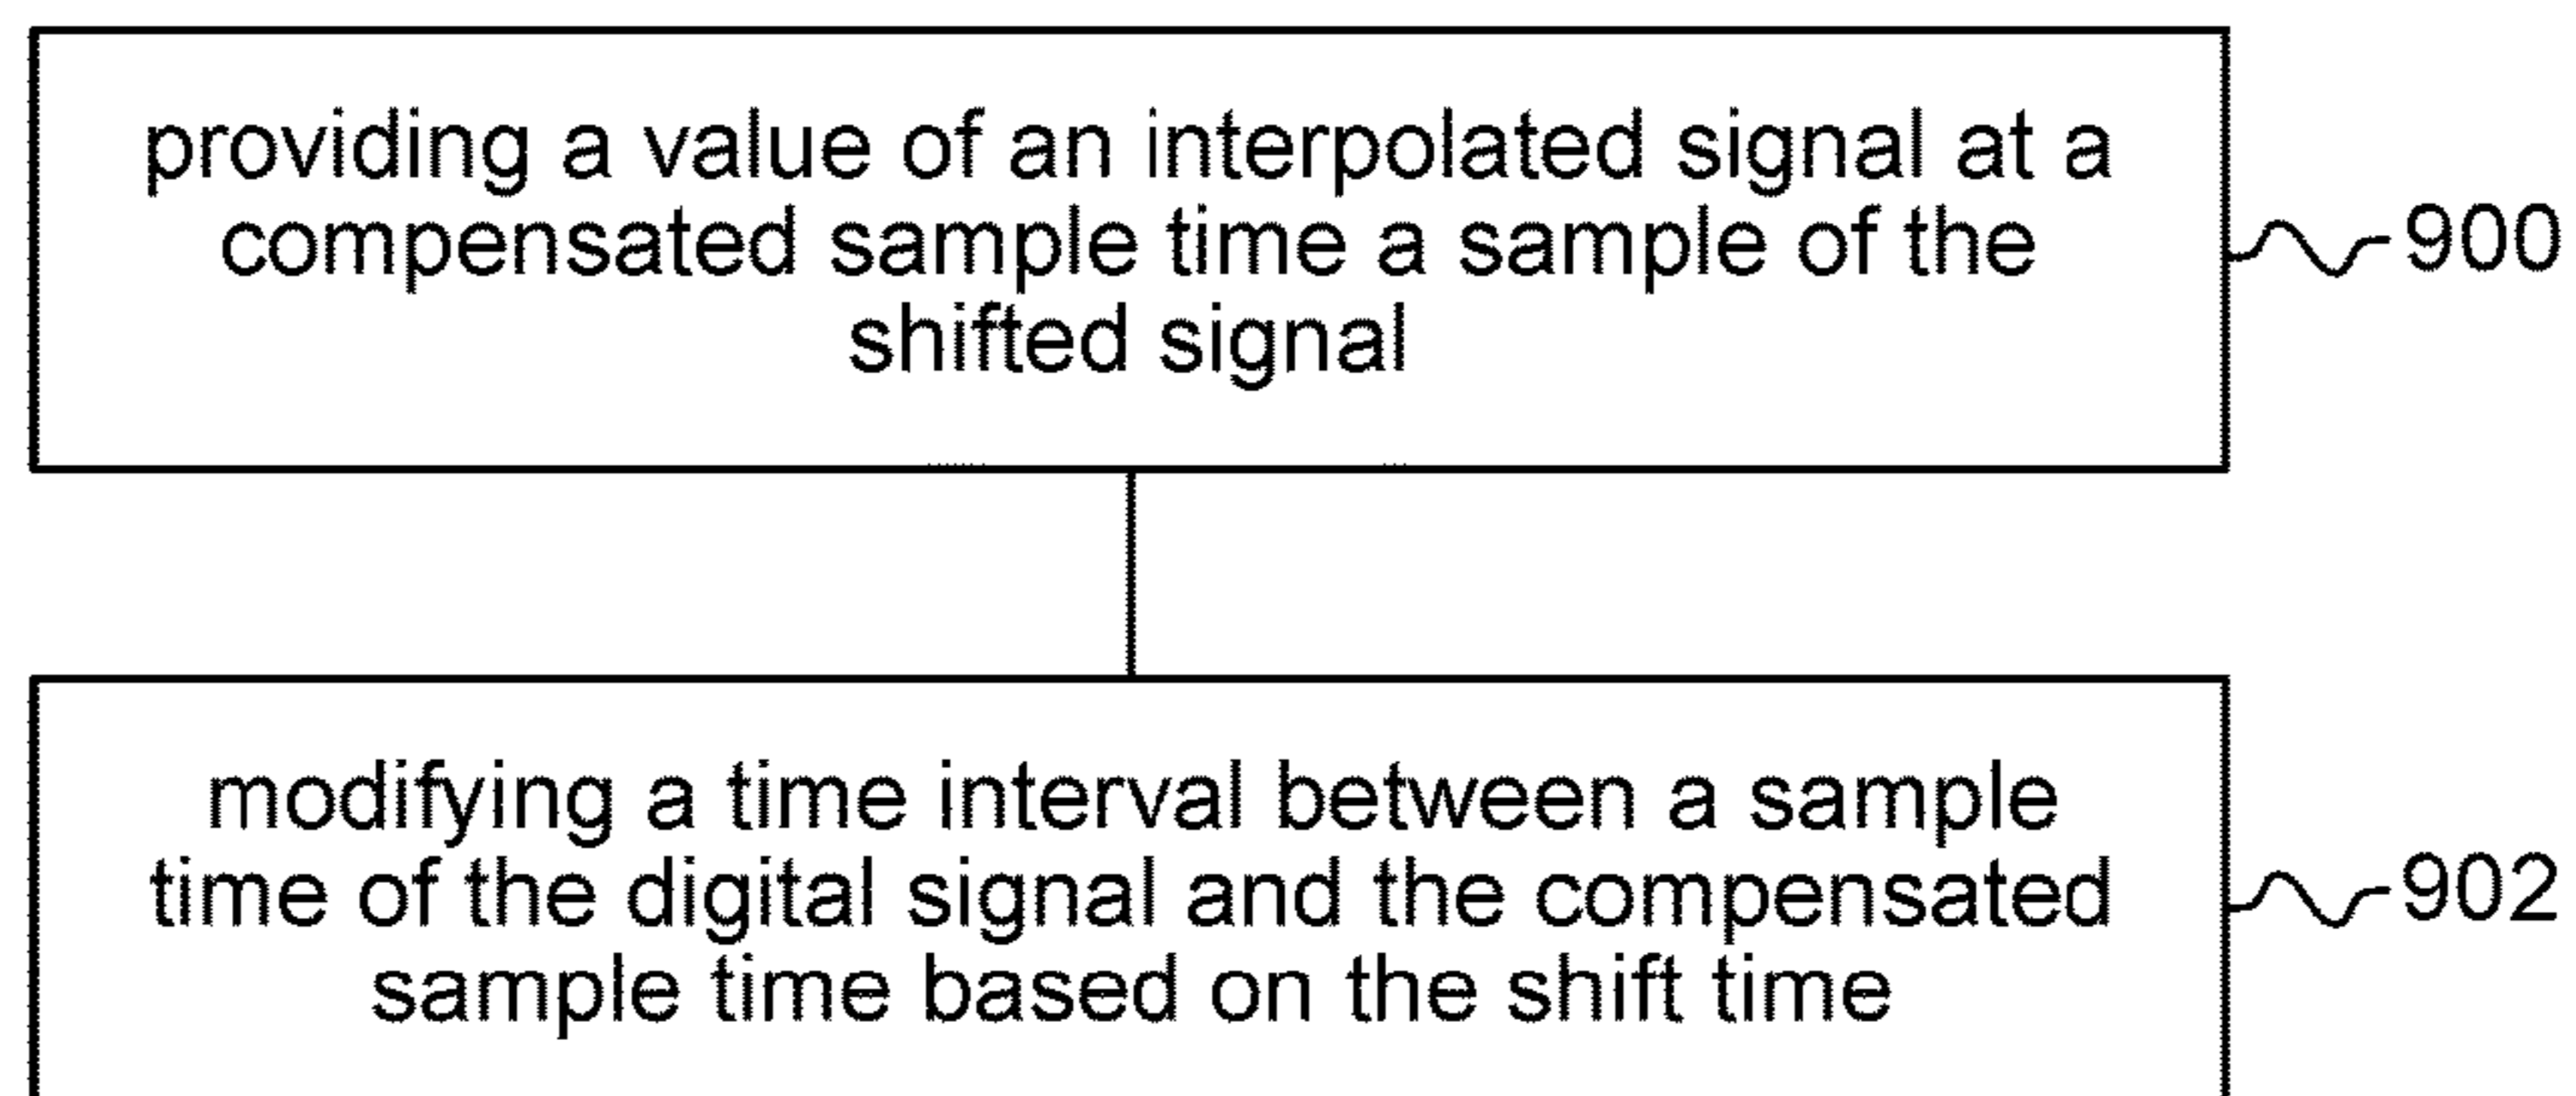 providing a value of an interpolated signal at a
compensated sample time a sample of the
shifted signal
900
modifying a time interval between a sample
time of the digital signal and the compensated
sample time based on the shift time
902